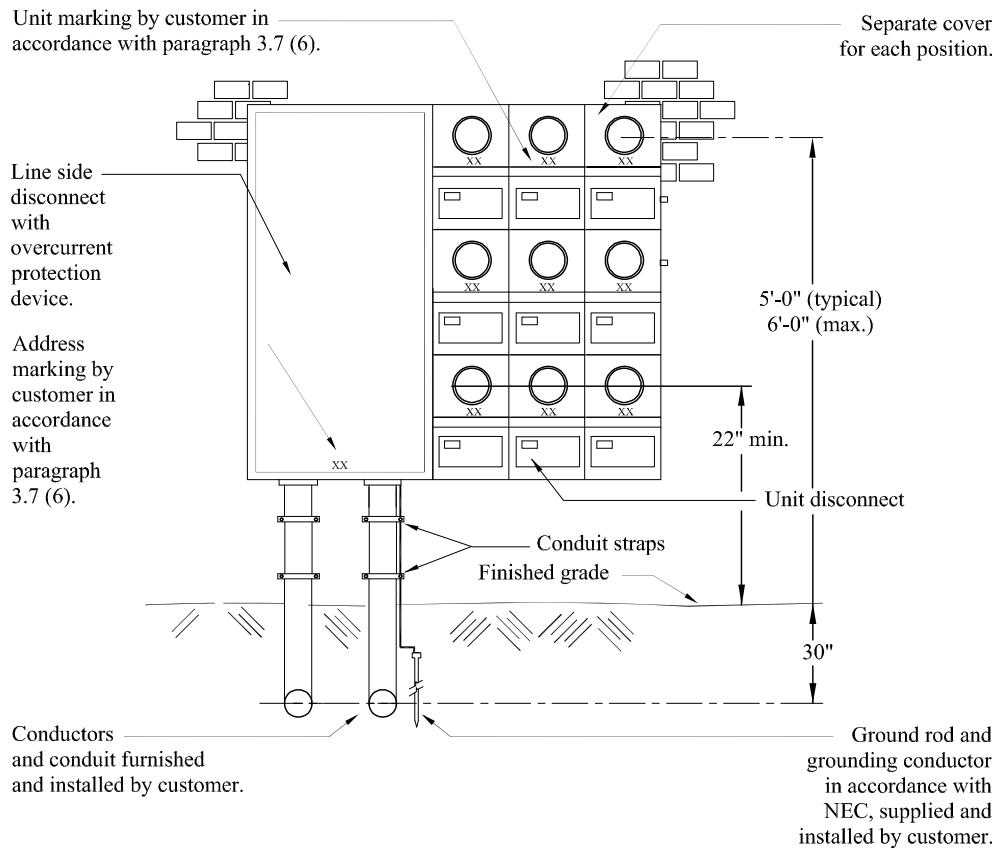 Unit marking by customer in
accordance with paragraph 3.7 (6).
Separate cover
for each position.
XX XX XX
Line side
disconnect
with
overcurrent
protection
device.
XX XX XX
5'-0" (typical)
6'-0" (max.)
Address
marking by
customer in
accordance
with
paragraph
3.7 (6).
XX XX XX
22" min.
XX
Unit disconnect
Conduit straps
Finished grade
30"
Conductors
and conduit furnished
and installed by customer.
Ground rod and
grounding conductor
in accordance with
NEC, supplied and
installed by customer.